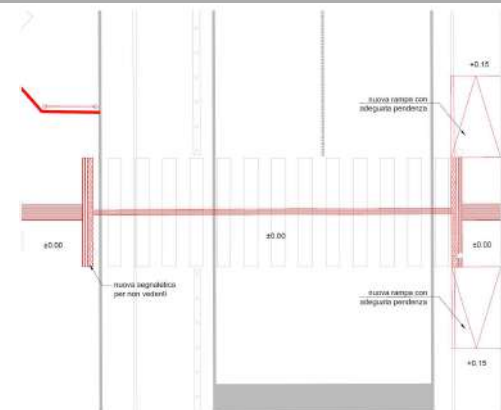 +0.15
nuova rampa con
adeguata pendenza
±0.00
±0.00
±0.00
nuova segnaletica
per non vedenti
nuova rampa con
adeguata pendenza
+0.15